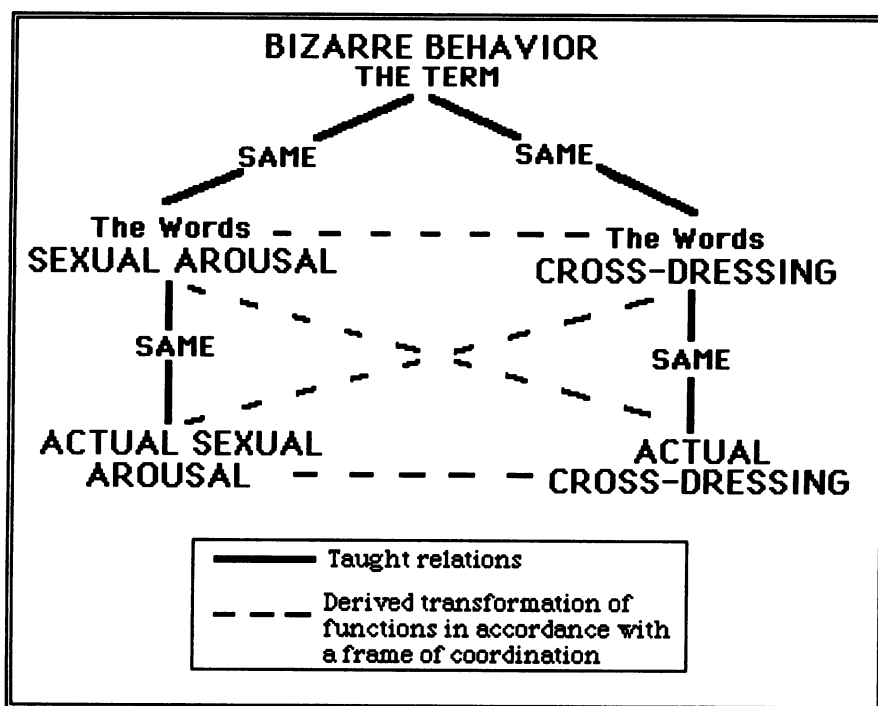 BIZARRE BEHAVIOR
THE TERM
SAME
SAME
The Words
SEXUAL AROUSAL
The Words
CROSS-DRESSING
SAME
SAME
ACTUAL SEXUAL
AROUSAL
ACTUAL
CROSS-DRESSING
Taught relations
Derived transformation of
functions in accordance with
a frame of coordination